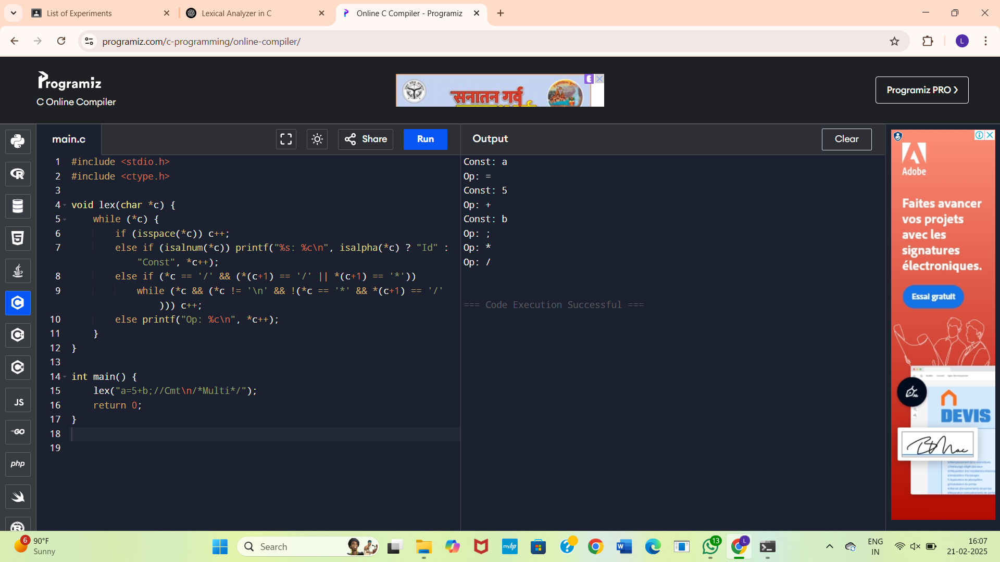 List of Experiments
Lexical Analyzer in C
Online C Compiler - Programiz
programiz.com/c-programming/online-compiler/
L
Programiz
C Online Compiler
सनातन गर्व
Programiz PRO
main.c
Share
Run
Output
Clear
1 #include <stdio.h>
2 #include <ctype.h>
3
4 void lex(char *c) {
5 while (*c) {
6 if (isspace(*c)) c++;
7 else if (isalnum(*c)) printf("%s: %c\n", isalpha(*c) ? "Id" :
"Const", *c++);
8 else if (*c == '/' && (*(c+1) == '/' || *(c+1) == '*'))
9 while (*c && (*c != '\n' && !(*c == '*' && *(c+1) == '/'
))) c++;
10 else printf("Op: %c\n", *c++);
11 }
12 }
13
14 int main() {
15 lex("a=5+b;//Cmt\n/*Multi*/");
16 return 0;
17 }
18
19
Const: a
Op: =
Const: 5
Op: +
Const: b
Op: ;
Op: *
Op: /
=== Code Execution Successful ===
JS
GO
php
Adobe
Faites avancer
vos projets
avec les
signatures
électroniques.
Essai gratuit
DEVIS
6
90°F
Sunny
Search
myhp
13
L
ENG
IN
16:07
21-02-2025